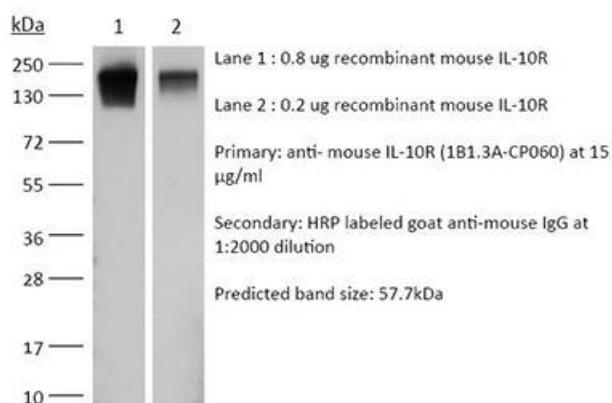 kDa 1 2
250
130
72
55
36
28
17
10
Lane 1 : 0.8 ug recombinant mouse IL-10R
Lane 2 : 0.2 ug recombinant mouse IL-10R
Primary: anti- mouse IL-10R (1B1.3A-CP060) at 15
μg/ml
Secondary: HRP labeled goat anti-mouse IgG at
1:2000 dilution
Predicted band size: 57.7kDa